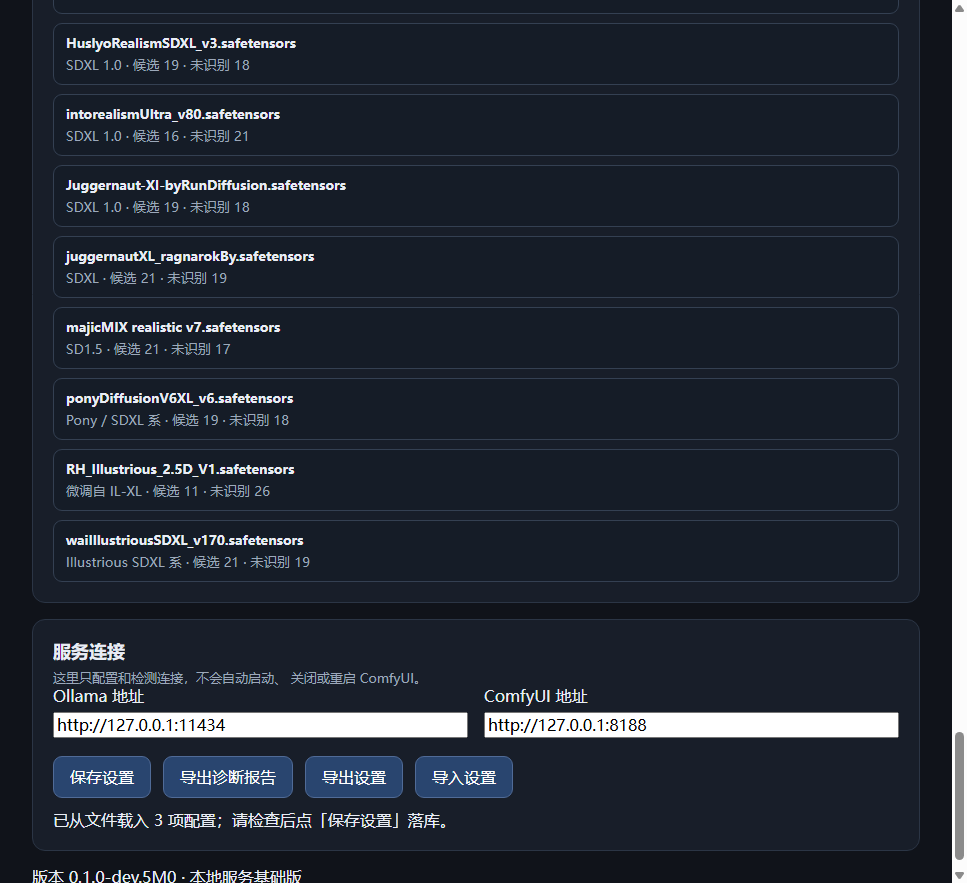 HuslyoRealismSDXL_v3.safetensors
SDXL 1.0 · 候选 19 · 未识别 18
intorealismUltra_v80.safetensors
SDXL 1.0 · 候选 16 · 未识别 21
Juggernaut-XI-byRunDiffusion.safetensors
SDXL 1.0 · 候选 19 · 未识别 18
juggernautXL_ragnarokBy.safetensors
SDXL · 候选 21 · 未识别 19
majicMIX realistic v7.safetensors
SD1.5 · 候选 21 · 未识别 17
ponyDiffusionV6XL_v6.safetensors
Pony / SDXL 系 · 候选 19 · 未识别 18
RH_Illustrious_2.5D_V1.safetensors
微调自 IL-XL · 候选 11 · 未识别 26
waiIllustriousSDXL_v170.safetensors
Illustrious SDXL 系 · 候选 21 · 未识别 19
服务连接
这里只配置和检测连接，不会自动启动、 关闭或重启 ComfyUI。
Ollama 地址
ComfyUI 地址
http://127.0.0.1:11434
http://127.0.0.1:8188
保存设置
导出诊断报告
导出设置
导入设置
已从文件载入 3 项配置；请检查后点「保存设置」落库。
版本 0.1.0-dev.5M0 · 本地服务基础版